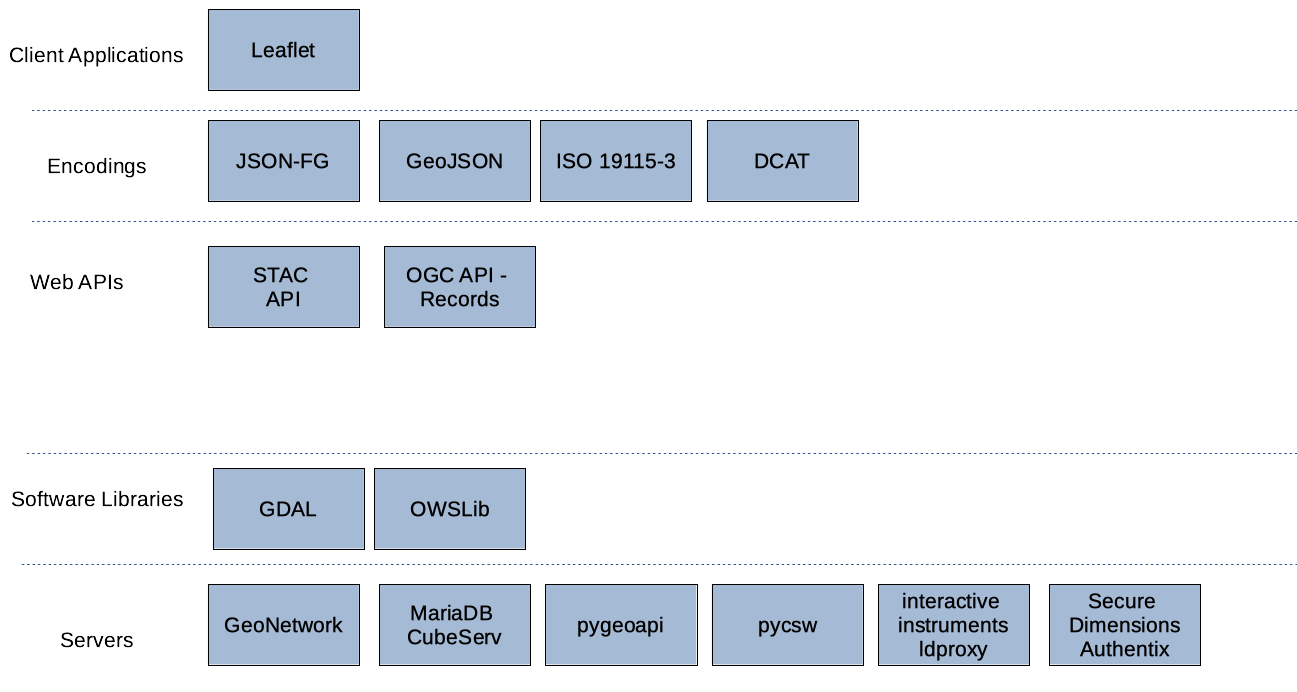 Client Applications
Leaflet
Encodings
JSON-FG
GeoJSON
ISO 19115-3
DCAT
Web APIs
STAC
API
OGC API -
Records
Software Libraries
GDAL
OWSLib
Servers
GeoNetwork
MariaDB
CubeServ
pygeoapi
pycsw
interactive
instruments
ldproxy
Secure
Dimensions
Authentix